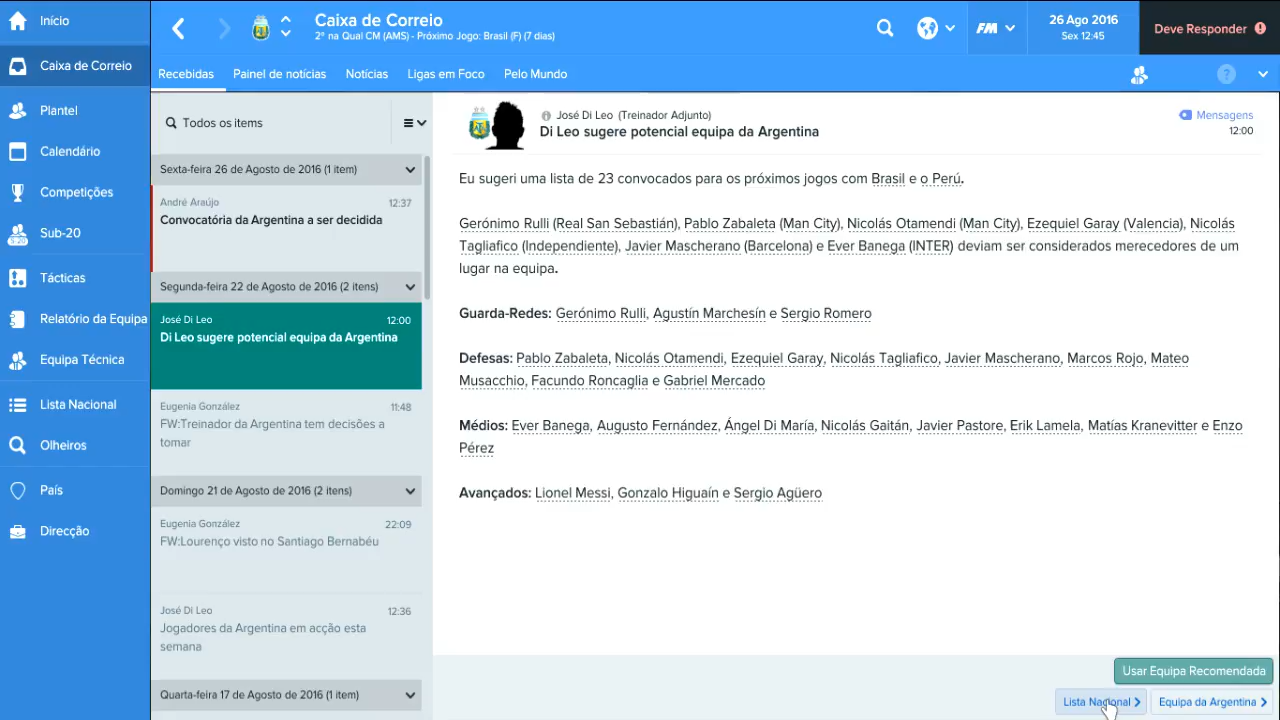 Início
Caixa de Correio
Plantel
Calendário
Competições
Sub-20
Tácticas
Relatório da Equipa
Equipa Técnica
Lista Nacional
Olheiros
País
Direcção
Caixa de Correio
2º na Qual CM (AMS) - Próximo Jogo: Brasil (F) (7 dias)
FM
26 Ago 2016
Sex 12:45
Deve Responder
Recebidas
Painel de notícias
Notícias
Ligas em Foco
Pelo Mundo
Todos os items
Sexta-feira 26 de Agosto de 2016 (1 item)
André Araújo 12:37
Convocatória da Argentina a ser decidida
Segunda-feira 22 de Agosto de 2016 (2 itens)
José Di Leo 12:00
Di Leo sugere potencial equipa da Argentina
Eugenia González 11:48
FW:Treinador da Argentina tem decisões a
tomar
Domingo 21 de Agosto de 2016 (2 itens)
Eugenia González 22:09
FW:Lourenço visto no Santiago Bernabéu
José Di Leo 12:36
Jogadores da Argentina em acção esta
semana
Quarta-feira 17 de Agosto de 2016 (1 item)
José Di Leo (Treinador Adjunto)
Di Leo sugere potencial equipa da Argentina
Mensagens
12:00
Eu sugeri uma lista de 23 convocados para os próximos jogos com Brasil e o Perú.
Gerónimo Rulli (Real San Sebastián), Pablo Zabaleta (Man City), Nicolás Otamendi (Man City), Ezequiel Garay (Valencia), Nicolás
Tagliafico (Independiente), Javier Mascherano (Barcelona) e Ever Banega (INTER) deviam ser considerados merecedores de um
lugar na equipa.
Guarda-Redes: Gerónimo Rulli, Agustín Marchesín e Sergio Romero
Defesas: Pablo Zabaleta, Nicolás Otamendi, Ezequiel Garay, Nicolás Tagliafico, Javier Mascherano, Marcos Rojo, Mateo
Musacchio, Facundo Roncaglia e Gabriel Mercado
Médios: Ever Banega, Augusto Fernández, Ángel Di María, Nicolás Gaitán, Javier Pastore, Erik Lamela, Matías Kranevitter e Enzo
Pérez
Avançados: Lionel Messi, Gonzalo Higuaín e Sergio Agüero
Usar Equipa Recomendada
Lista Nacional
Equipa da Argentina